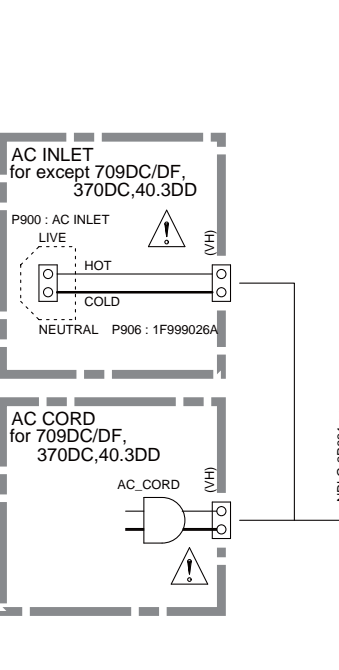 AC INLET
for except 709DC/DF,
370DC,40.3DD
P900 : AC INLET
LIVE
(VH)
HOT
COLD
NEUTRAL P906 : 1F999026A
AC CORD
for 709DC/DF,
370DC,40.3DD
AC_CORD
(VH)